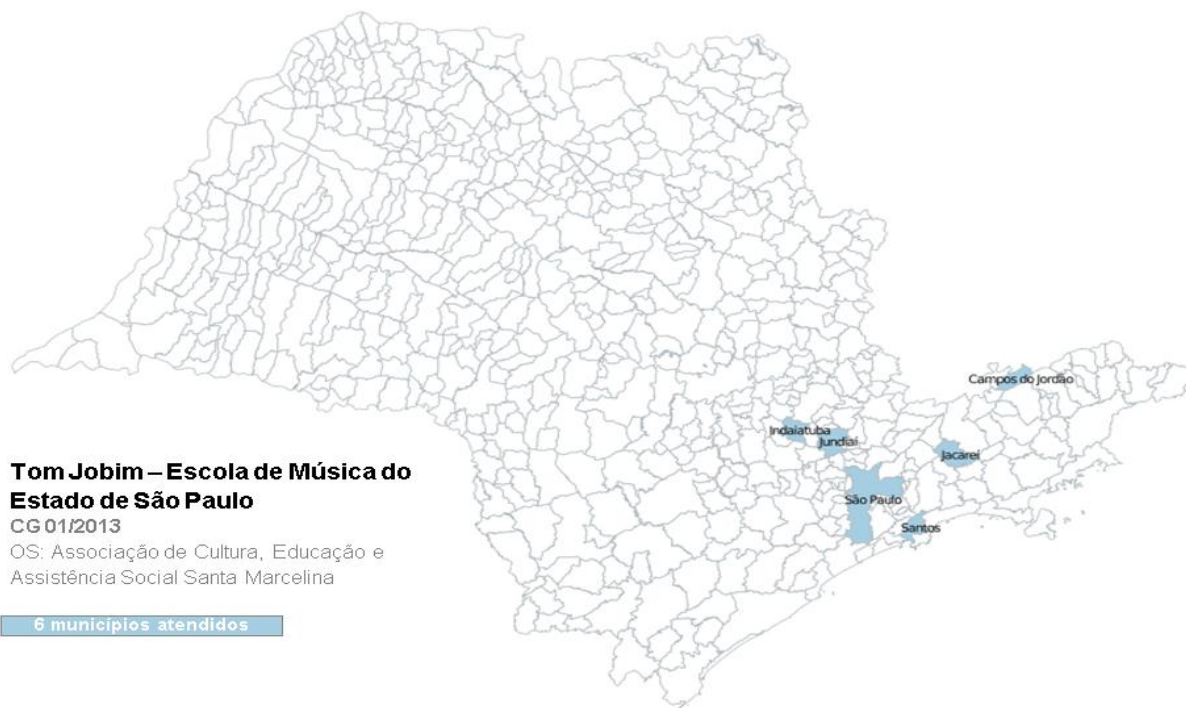 Campos do Jordão
Indaiatuba
Jundiaí
Jacareí
São Paulo
Santos
Tom Jobim – Escola de Música do
Estado de São Paulo
CG 01/2013
OS: Associação de Cultura, Educação e
Assistência Social Santa Marcelina
6 municípios atendidos